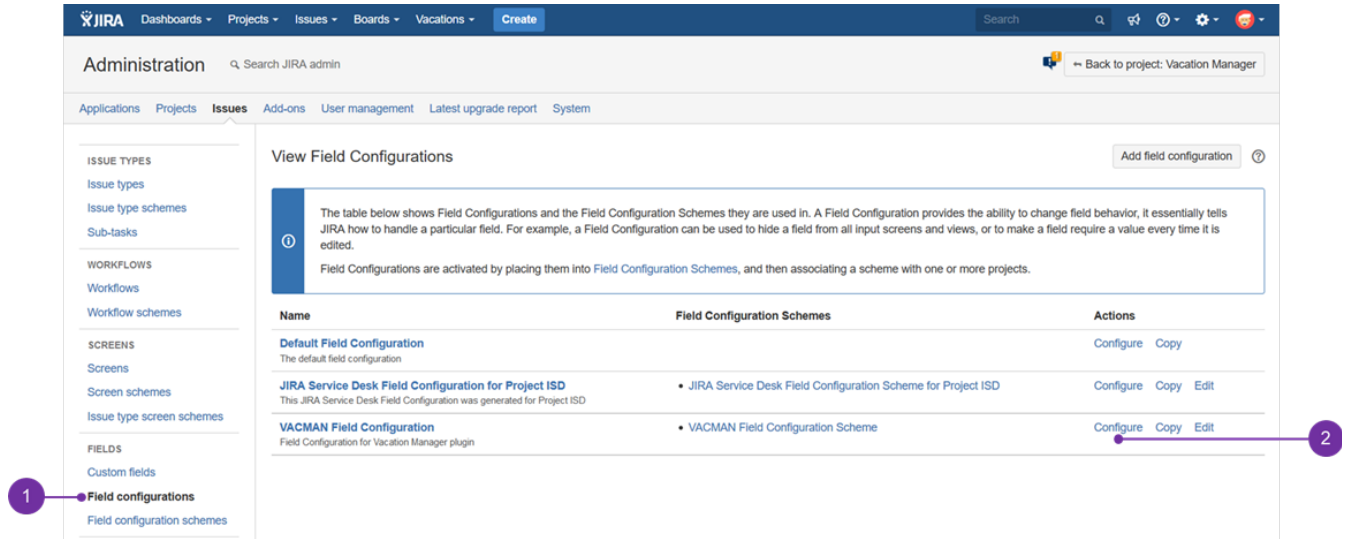 JIRA Dashboards Projects Issues Boards Vacations Create Search
Administration Search JIRA admin Back to project: Vacation Manager
Applications Projects Issues Add-ons User management Latest upgrade report System
View Field Configurations Add field configuration
The table below shows Field Configurations and the Field Configuration Schemes they are used in. A Field Configuration provides the ability to change field behavior, it essentially tells
JIRA how to handle a particular field. For example, a Field Configuration can be used to hide a field from all input screens and views, or to make a field require a value every time it is
edited.
Field Configurations are activated by placing them into Field Configuration Schemes, and then associating a scheme with one or more projects.
ISSUE TYPES
Issue types
Issue type schemes
Sub-tasks
WORKFLOWS
Workflows
Workflow schemes
SCREENS
Screens
Screen schemes
Issue type screen schemes
FIELDS
Custom fields
1 Field configurations
Field configuration schemes
Name Field Configuration Schemes Actions
Default Field Configuration Configure Copy
The default field configuration
JIRA Service Desk Field Configuration for Project ISD • JIRA Service Desk Field Configuration Scheme for Project ISD Configure Copy Edit
This JIRA Service Desk Field Configuration was generated for Project ISD
VACMAN Field Configuration • VACMAN Field Configuration Scheme Configure Copy Edit 2
Field Configuration for Vacation Manager plugin